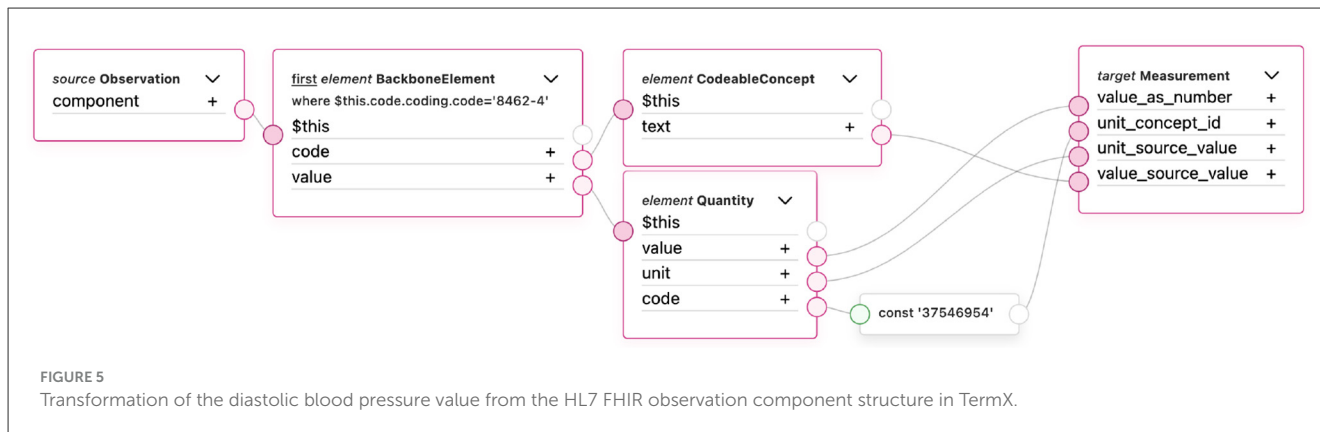 source Observation
component +
first element BackboneElement
where $this.code.coding.code='8462-4'
$this
code +
value +
element CodeableConcept
$this
text +
element Quantity
$this
value +
unit +
code +
const '37546954'
target Measurement
value_as_number +
unit_concept_id +
unit_source_value +
value_source_value +
FIGURE 5
Transformation of the diastolic blood pressure value from the HL7 FHIR observation component structure in TermX.